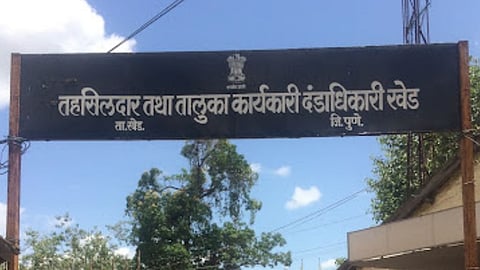 तहसिलदार तथा तालुका कार्यकारी दंडाधिकारी खेड
ता.खेड. जि.पुणे.